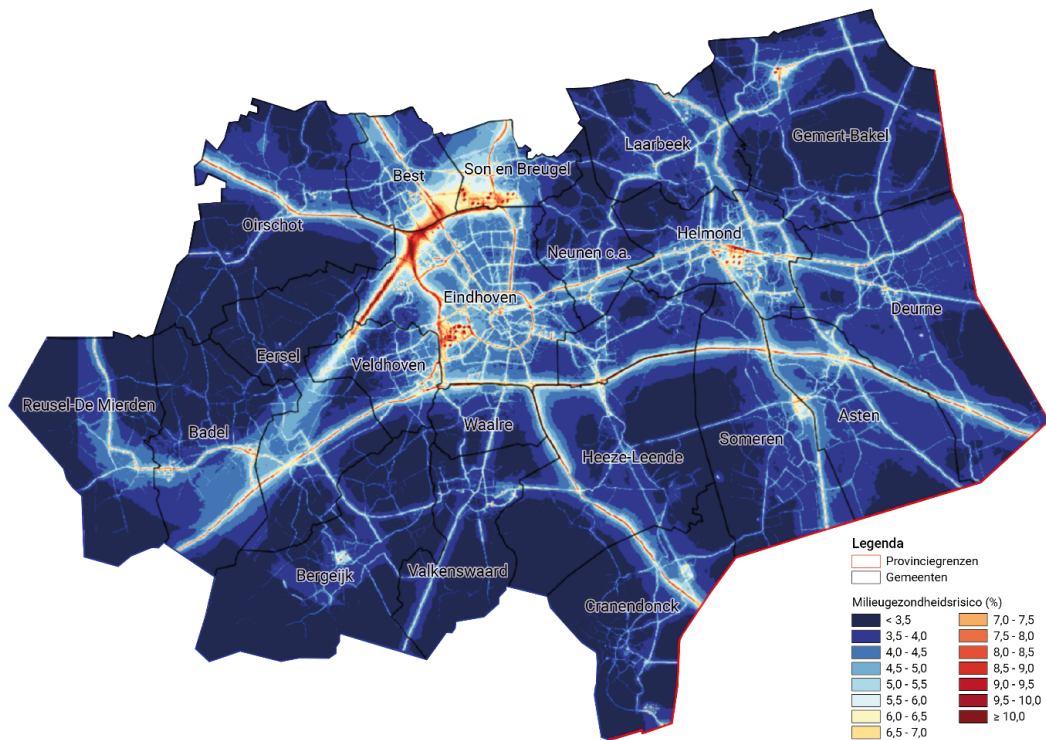 Laarbeek
Gemert-Bakel
Best
Son en Breugel
Oirschot
Neunen c.a.
Helmond
Eindhoven
Deurne
Eersel
Veldhoven
Reusel-De Mierden
Badel
Waalre
Asten
Someren
Heeze-Leende
Bergeijk
Valkenswaard
Cranendonck
Legenda
Provinciegrenzen
Gemeenten
Milieugezondheidsrisico (%)
< 3,5
3,5 - 4,0
4,0 - 4,5
4,5 - 5,0
5,0 - 5,5
5,5 - 6,0
6,0 - 6,5
6,5 - 7,0
7,0 - 7,5
7,5 - 8,0
8,0 - 8,5
8,5 - 9,0
9,0 - 9,5
9,5 - 10,0
≥ 10,0